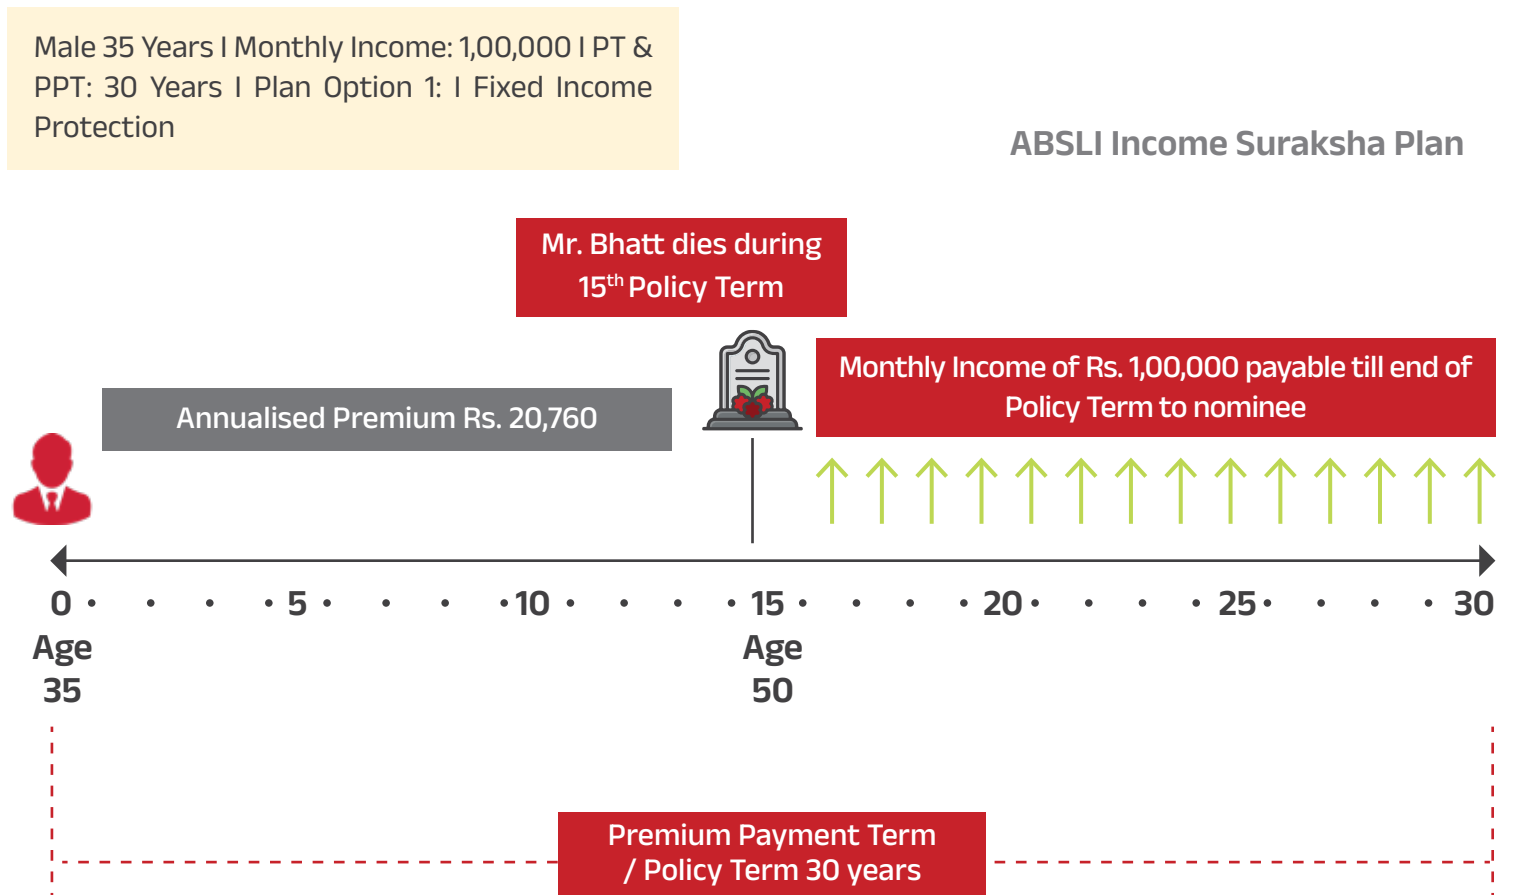 Male 35 Years I Monthly Income: 1,00,000 I PT &
PPT: 30 Years I Plan Option 1: I Fixed Income
Protection
ABSLI Income Suraksha Plan
Mr. Bhatt dies during
15th Policy Term
Monthly Income of Rs. 1,00,000 payable till end of
Policy Term to nominee
Annualised Premium Rs. 20,760
0 • • • • 5 • • • • 10 • • • • 15 • • • • 20 • • • • 25 • • • • 30
Age Age
35 50
Premium Payment Term
/ Policy Term 30 years